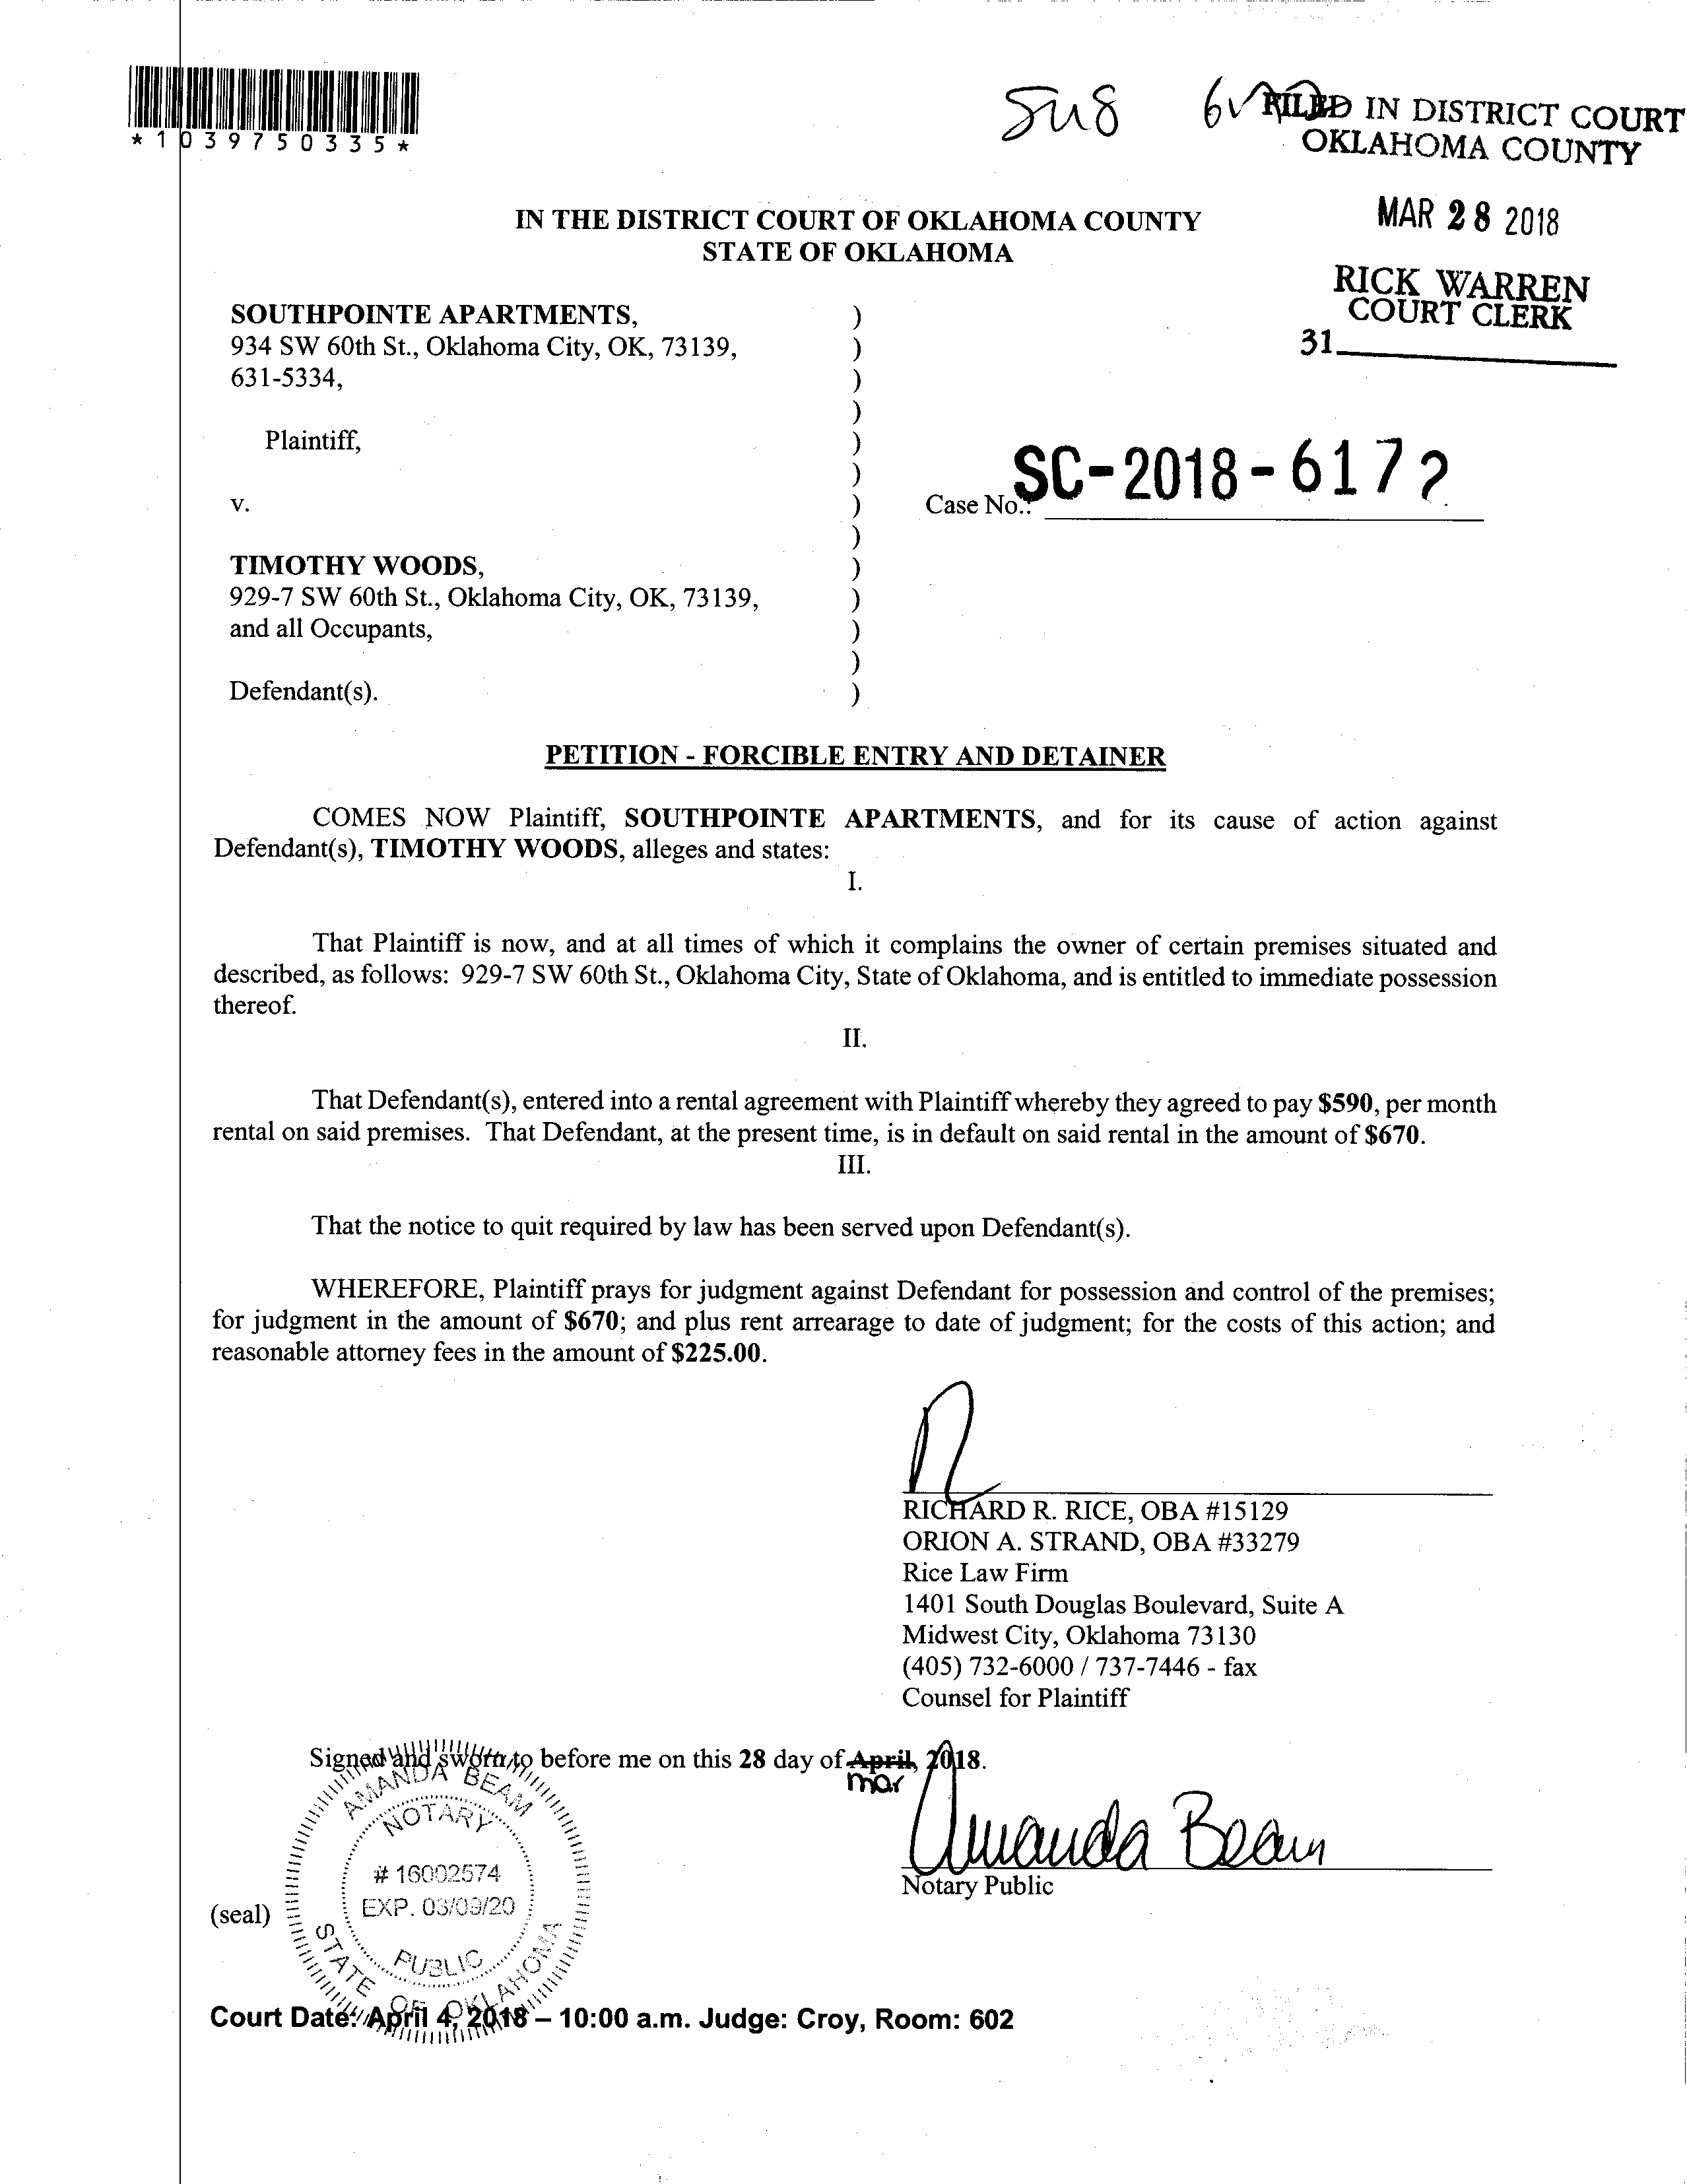 *1039750335*
FILED IN DISTRICT COURT
OKLAHOMA COUNTY
MAR 28 2018
RICK WARREN
COURT CLERK
31
IN THE DISTRICT COURT OF OKLAHOMA COUNTY
STATE OF OKLAHOMA
SOUTHPOINTE APARTMENTS, )
934 SW 60th St., Oklahoma City, OK, 73139, )
631-5334, )
)
Plaintiff, )
)
v. )
)
TIMOTHY WOODS, )
929-7 SW 60th St., Oklahoma City, OK, 73139, )
and all Occupants, )
)
Defendant(s). )
Case No.: SC-2018-6172
PETITION - FORCIBLE ENTRY AND DETAINER
COMES NOW Plaintiff, SOUTHPOINTE APARTMENTS, and for its cause of action against
Defendant(s), TIMOTHY WOODS, alleges and states:
I.
That Plaintiff is now, and at all times of which it complains the owner of certain premises situated and
described, as follows: 929-7 SW 60th St., Oklahoma City, State of Oklahoma, and is entitled to immediate possession
thereof.
II.
That Defendant(s), entered into a rental agreement with Plaintiff whereby they agreed to pay $590, per month
rental on said premises. That Defendant, at the present time, is in default on said rental in the amount of $670.
III.
That the notice to quit required by law has been served upon Defendant(s).
WHEREFORE, Plaintiff prays for judgment against Defendant for possession and control of the premises;
for judgment in the amount of $670; and plus rent arrearage to date of judgment; for the costs of this action; and
reasonable attorney fees in the amount of $225.00.
RICHARD R. RICE, OBA #15129
ORION A. STRAND, OBA #33279
Rice Law Firm
1401 South Douglas Boulevard, Suite A
Midwest City, Oklahoma 73130
(405) 732-6000 / 737-7446 - fax
Counsel for Plaintiff
Signed and sworn to before me on this 28 day of April, 2018.
mar
Amanda Beam
Notary Public
(seal)
AMANDA BEAM
NOTARY
# 16002574
EXP. 03/09/20
PUBLIC
STATE OF OKLAHOMA
Court Date: April 4, 2018 – 10:00 a.m. Judge: Croy, Room: 602